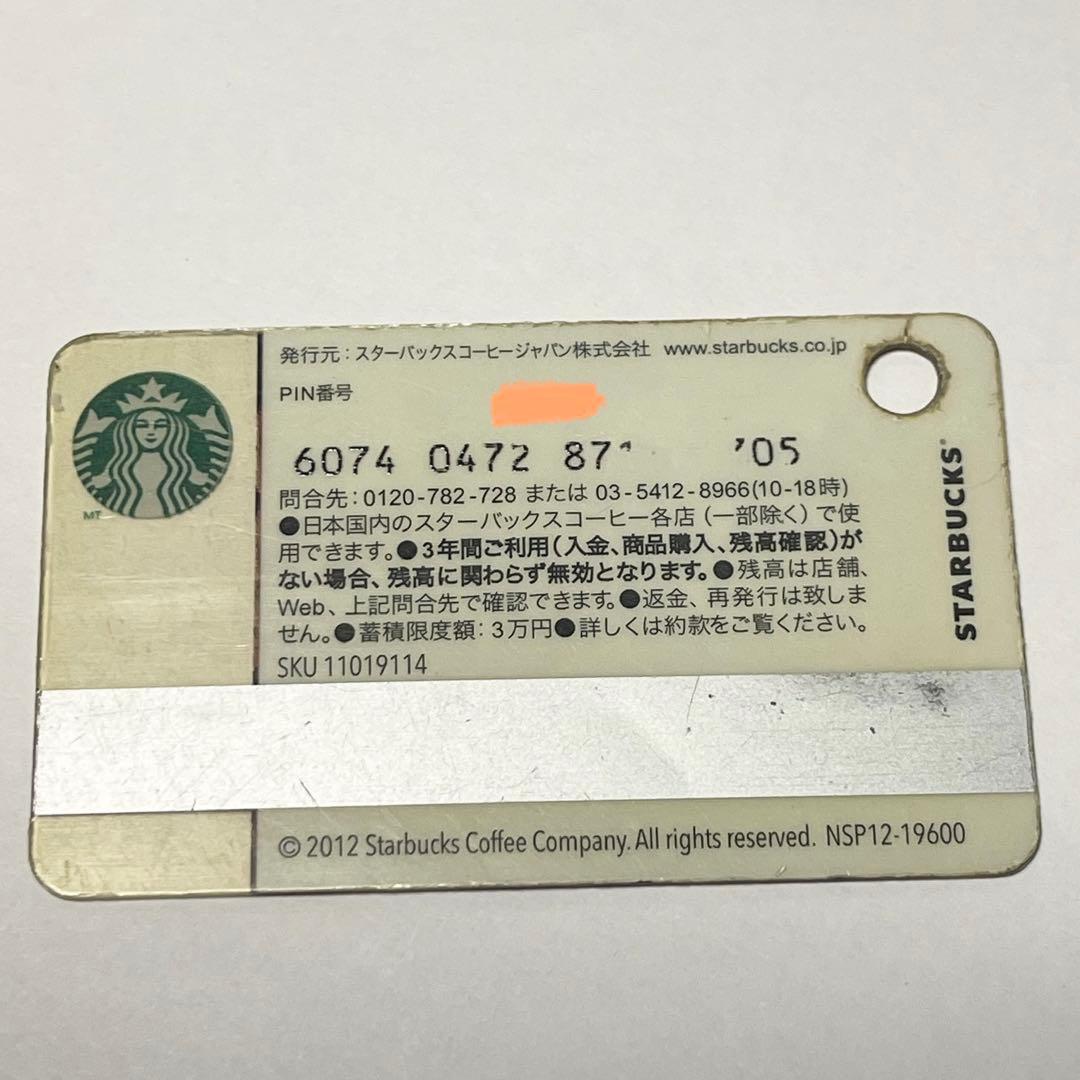 発行元:スターバックスコーヒージャパン株式会社 www.starbucks.co.jp
PIN番号
6074 0472 87 '05
問合先:0120-782-728 または 03-5412-8966(10-18時)
●日本国内のスターバックスコーヒー各店(一部除く)で使
用できます。●3年間ご利用(入金、商品購入、残高確認)が
ない場合、残高に関わらず無効となります。●残高は店舗、
Web、上記問合先で確認できます。●返金、再発行は致しま
せん。●蓄積限度額:3万円●詳しくは約款をご覧ください。
SKU 11019114
© 2012 Starbucks Coffee Company. All rights reserved. NSP12-19600
STARBUCKS®
MT